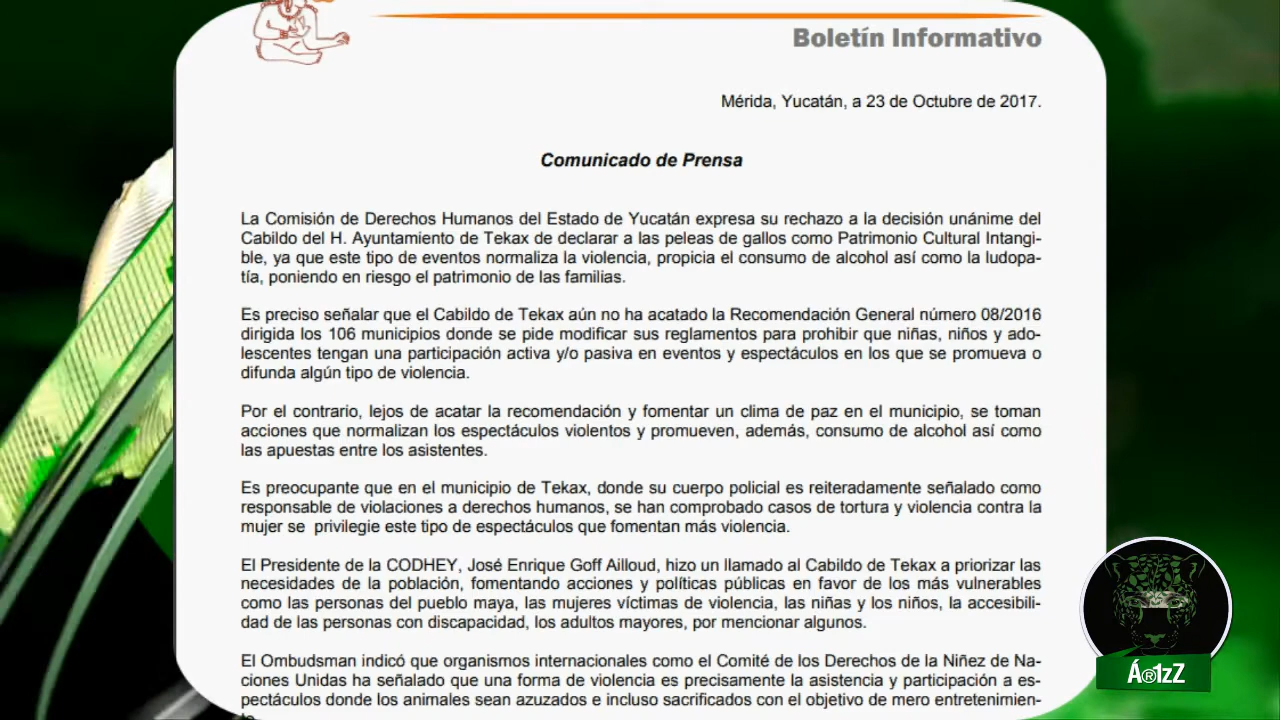 Boletín Informativo
Mérida, Yucatán, a 23 de Octubre de 2017.
Comunicado de Prensa
La Comisión de Derechos Humanos del Estado de Yucatán expresa su rechazo a la decisión unánime del
Cabildo del H. Ayuntamiento de Tekax de declarar a las peleas de gallos como Patrimonio Cultural Intangi-
ble, ya que este tipo de eventos normaliza la violencia, propicia el consumo de alcohol así como la ludopa-
tía, poniendo en riesgo el patrimonio de las familias.
Es preciso señalar que el Cabildo de Tekax aún no ha acatado la Recomendación General número 08/2016
dirigida los 106 municipios donde se pide modificar sus reglamentos para prohibir que niñas, niños y ado-
lescentes tengan una participación activa y/o pasiva en eventos y espectáculos en los que se promueva o
difunda algún tipo de violencia.
Por el contrario, lejos de acatar la recomendación y fomentar un clima de paz en el municipio, se toman
acciones que normalizan los espectáculos violentos y promueven, además, consumo de alcohol así como
las apuestas entre los asistentes.
Es preocupante que en el municipio de Tekax, donde su cuerpo policial es reiteradamente señalado como
responsable de violaciones a derechos humanos, se han comprobado casos de tortura y violencia contra la
mujer se  privilegie este tipo de espectáculos que fomentan más violencia.
El Presidente de la CODHEY, José Enrique Goff Ailloud, hizo un llamado al Cabildo de Tekax a priorizar las
necesidades de la población, fomentando acciones y políticas públicas en favor de los más vulnerables
como las personas del pueblo maya, las mujeres víctimas de violencia, las niñas y los niños, la accesibili-
dad de las personas con discapacidad, los adultos mayores, por mencionar algunos.
El Ombudsman indicó que organismos internacionales como el Comité de los Derechos de la Niñez de Na-
ciones Unidas ha señalado que una forma de violencia es precisamente la asistencia y participación a es-
pectáculos donde los animales sean azuzados e incluso sacrificados con el objetivo de mero entretenimien-
Á®1zZ